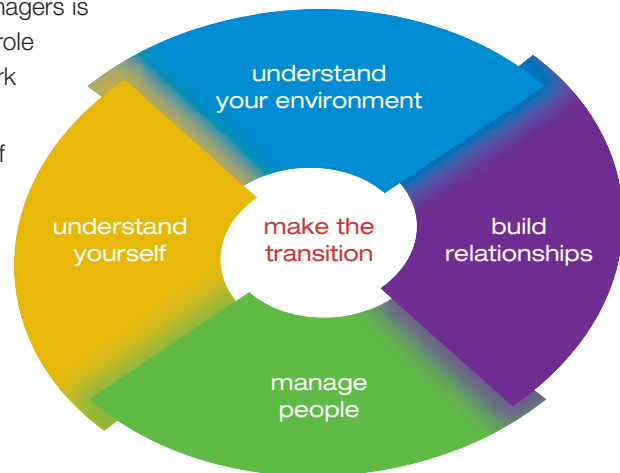 nagers is
role
rk
f
understand
your environment
understand
yourself
make the
transition
build
relationships
manage
people